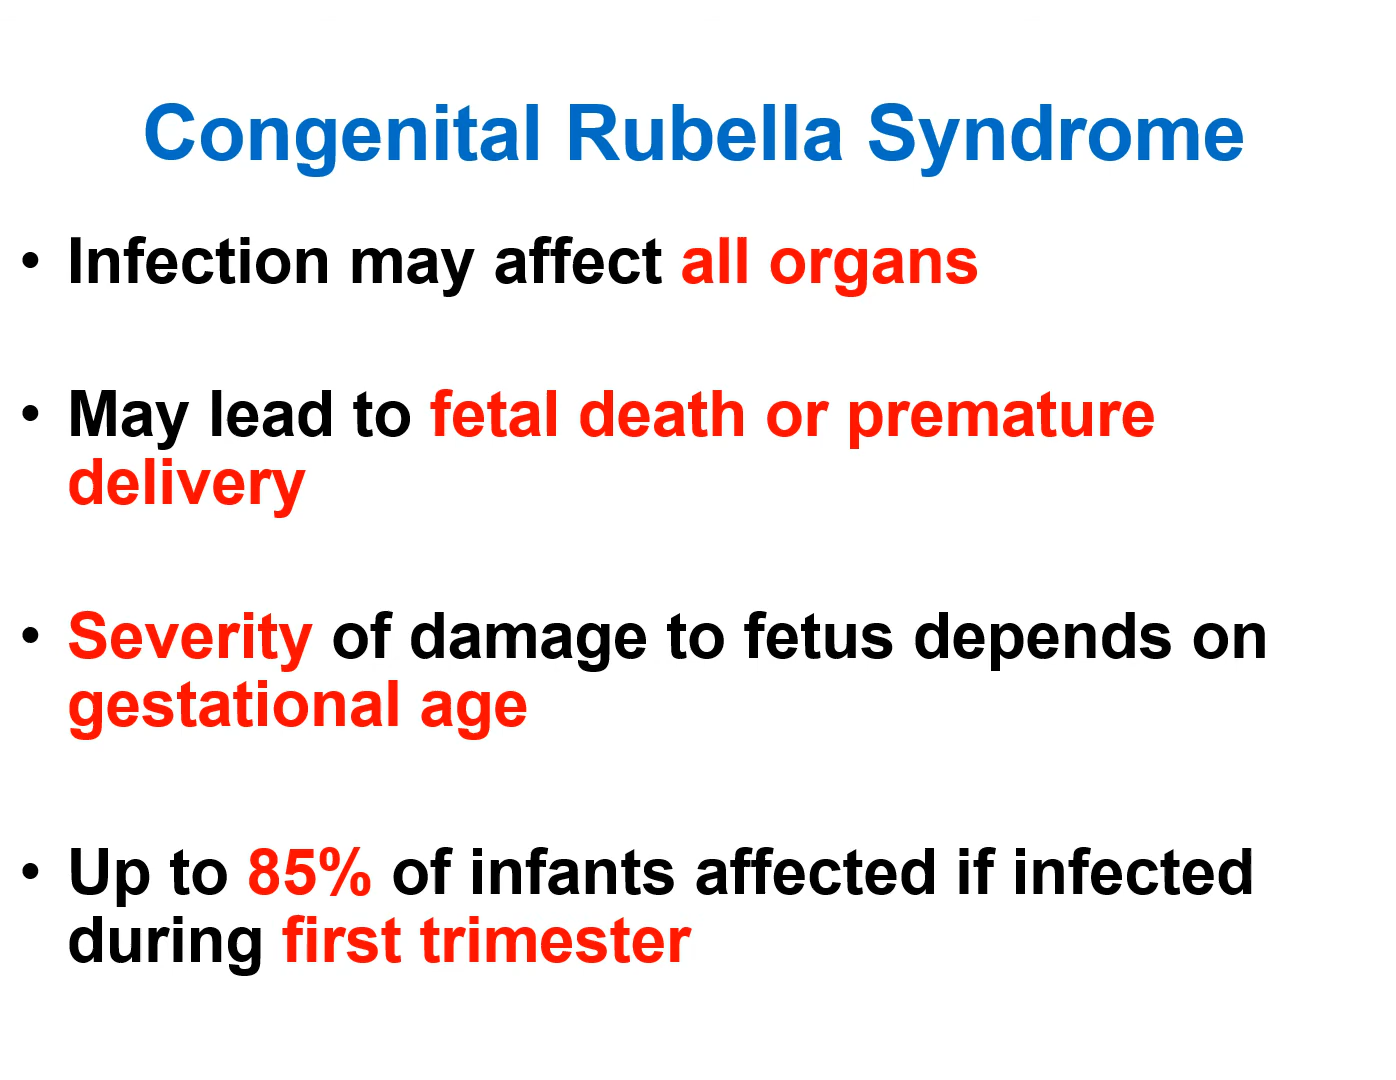 Congenital Rubella Syndrome
• Infection may affect all organs
• May lead to fetal death or premature
delivery
• Severity of damage to fetus depends on
gestational age
• Up to 85% of infants affected if infected
during first trimester